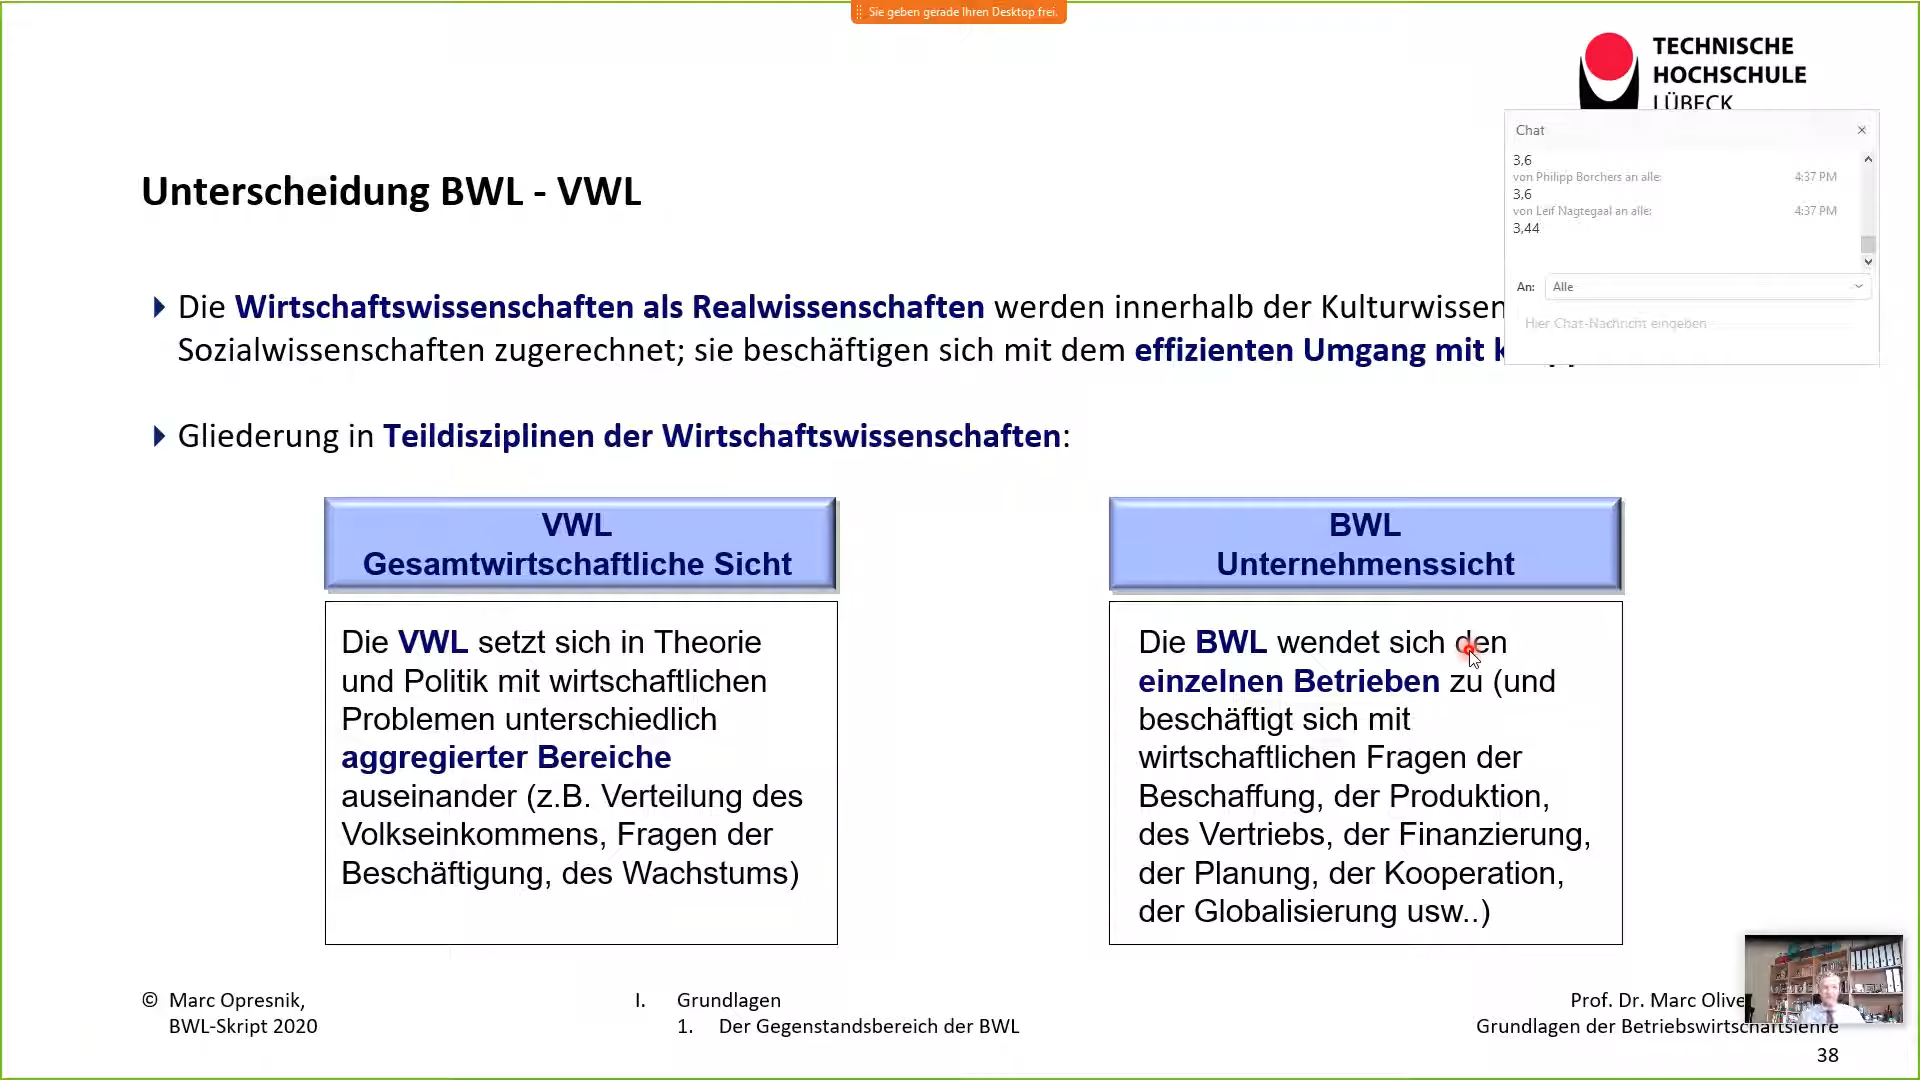 Sie geben gerade Ihren Desktop frei.
TECHNISCHE
HOCHSCHULE
LÜBECK
Chat
3,6
von Philipp Borchers an alle:
4:37 PM
3,6
von Leif Nagtegaal an alle:
4:37 PM
3,44
An: Alle
Hier Chat-Nachricht eingeben
Unterscheidung BWL - VWL
Die Wirtschaftswissenschaften als Realwissenschaften werden innerhalb der
Sozialwissenschaften zugerechnet; sie beschäftigen sich mit dem effizienten Umgang mit
Gliederung in Teildisziplinen der Wirtschaftswissenschaften:
VWL
Gesamtwirtschaftliche Sicht
Die VWL setzt sich in Theorie
und Politik mit wirtschaftlichen
Problemen unterschiedlich
aggregierter Bereiche
auseinander (z.B. Verteilung des
Volkseinkommens, Fragen der
Beschäftigung, des Wachstums)
BWL
Unternehmenssicht
Die BWL wendet sich den
einzelnen Betrieben zu (und
beschäftigt sich mit
wirtschaftlichen Fragen der
Beschaffung, der Produktion,
des Vertriebs, der Finanzierung,
der Planung, der Kooperation,
der Globalisierung usw..)
© Marc Opresnik,
BWL-Skript 2020
I. Grundlagen
1. Der Gegenstandsbereich der BWL
Prof. Dr. Marc
Grundlagen der Betriebswirtschaftslehre
38